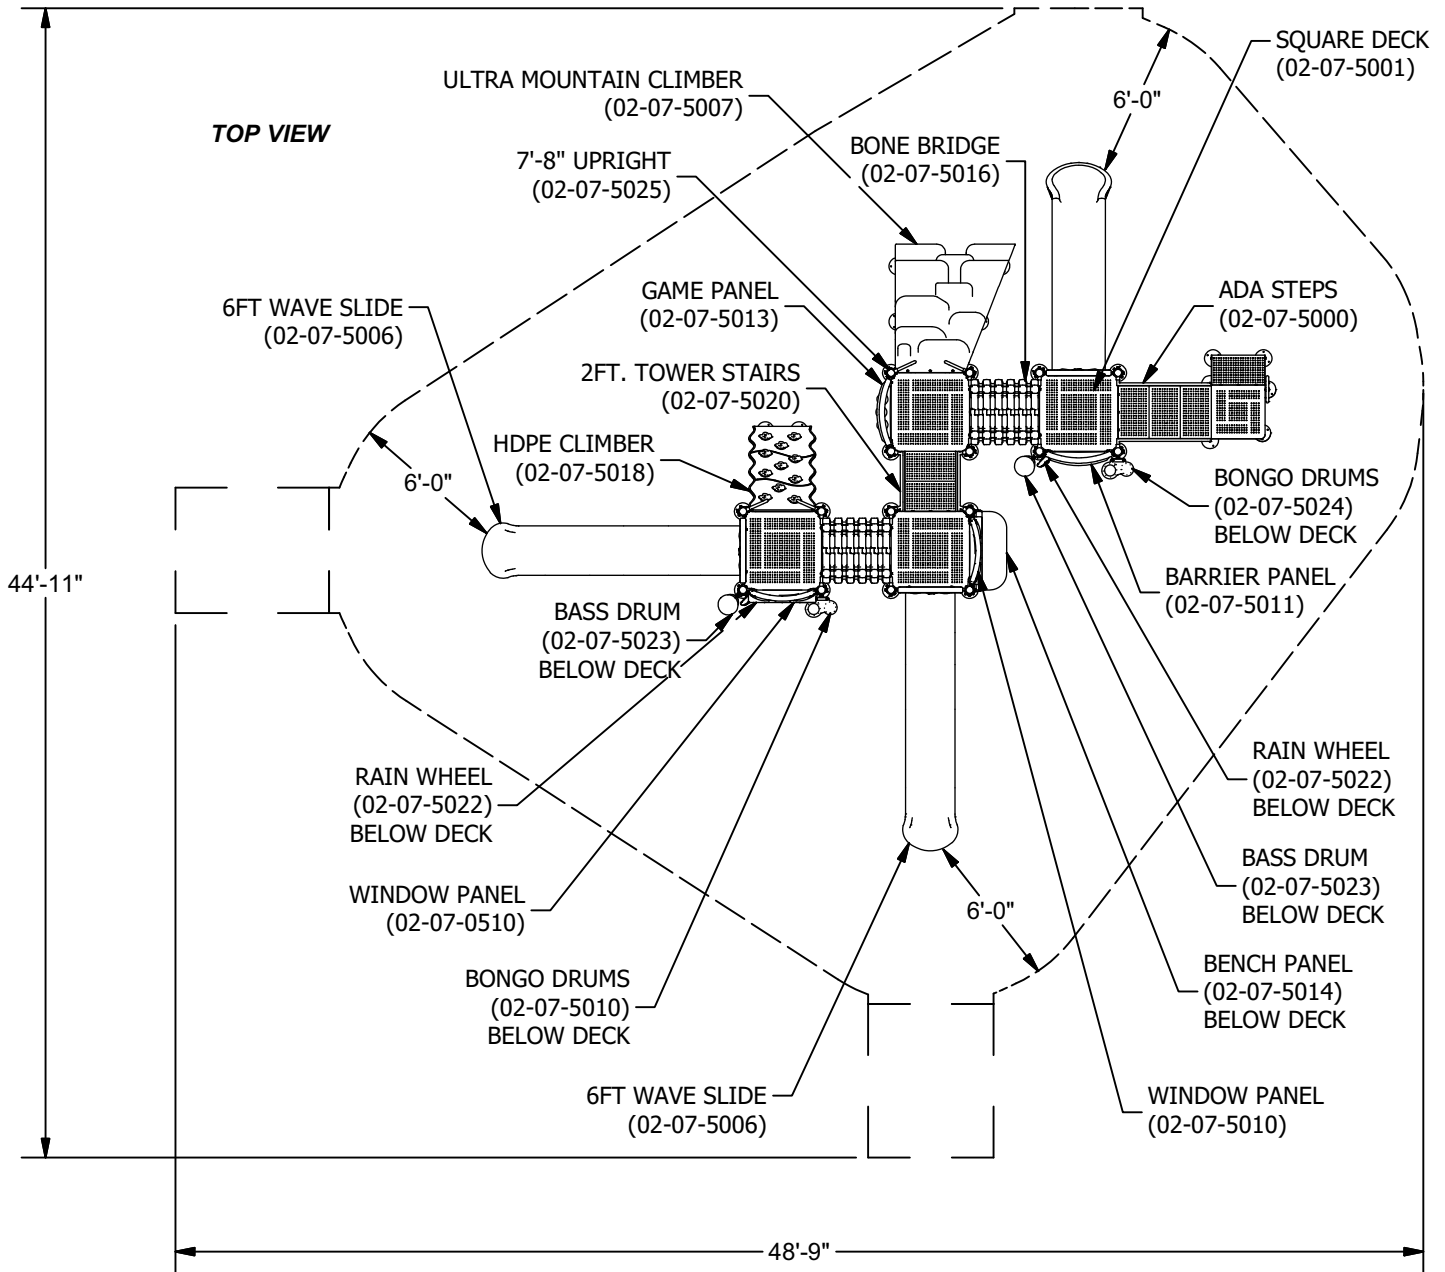 SQUARE DECK
(02-07-5001)
ULTRA MOUNTAIN CLIMBER
(02-07-5007)
6'-0"
TOP VIEW
BONE BRIDGE
(02-07-5016)
7'-8" UPRIGHT
(02-07-5025)
GAME PANEL
(02-07-5013)
ADA STEPS
(02-07-5000)
6FT WAVE SLIDE
(02-07-5006)
2FT. TOWER STAIRS
(02-07-5020)
HDPE CLIMBER
(02-07-5018)
6'-0"
BONGO DRUMS
(02-07-5024)
BELOW DECK
44'-11"
BARRIER PANEL
(02-07-5011)
BASS DRUM
(02-07-5023)
BELOW DECK
RAIN WHEEL
(02-07-5022)
BELOW DECK
RAIN WHEEL
(02-07-5022)
BELOW DECK
BASS DRUM
(02-07-5023)
BELOW DECK
WINDOW PANEL
(02-07-0510)
6'-0"
BONGO DRUMS
(02-07-5010)
BELOW DECK
BENCH PANEL
(02-07-5014)
BELOW DECK
6FT WAVE SLIDE
(02-07-5006)
WINDOW PANEL
(02-07-5010)
48'-9"